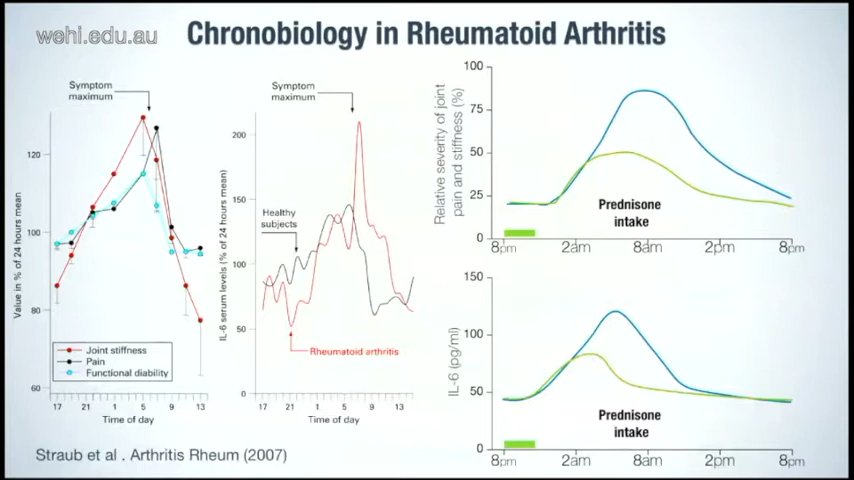 wehi.edu.au
Chronobiology in Rheumatoid Arthritis
Symptom
maximum
Value in % of 24 hours mean
120
100
80
60
Joint stiffness
Pain
Functional diability
17 21 1 5 9 13
Time of day
Symptom
maximum
IL-6 serum levels (% of 24 hours mean)
200
150
100
50
0
Healthy
subjects
Rheumatoid arthritis
17 21 1 5 9 13
Time of day
Relative severity of joint
pain and stiffness (%)
100
75
50
25
0
Prednisone
intake
8pm 2am 8am 2pm 8pm
IL-6 (pg/ml)
150
100
50
0
Prednisone
intake
8pm 2am 8am 2pm 8pm
Straub et al . Arthritis Rheum (2007)